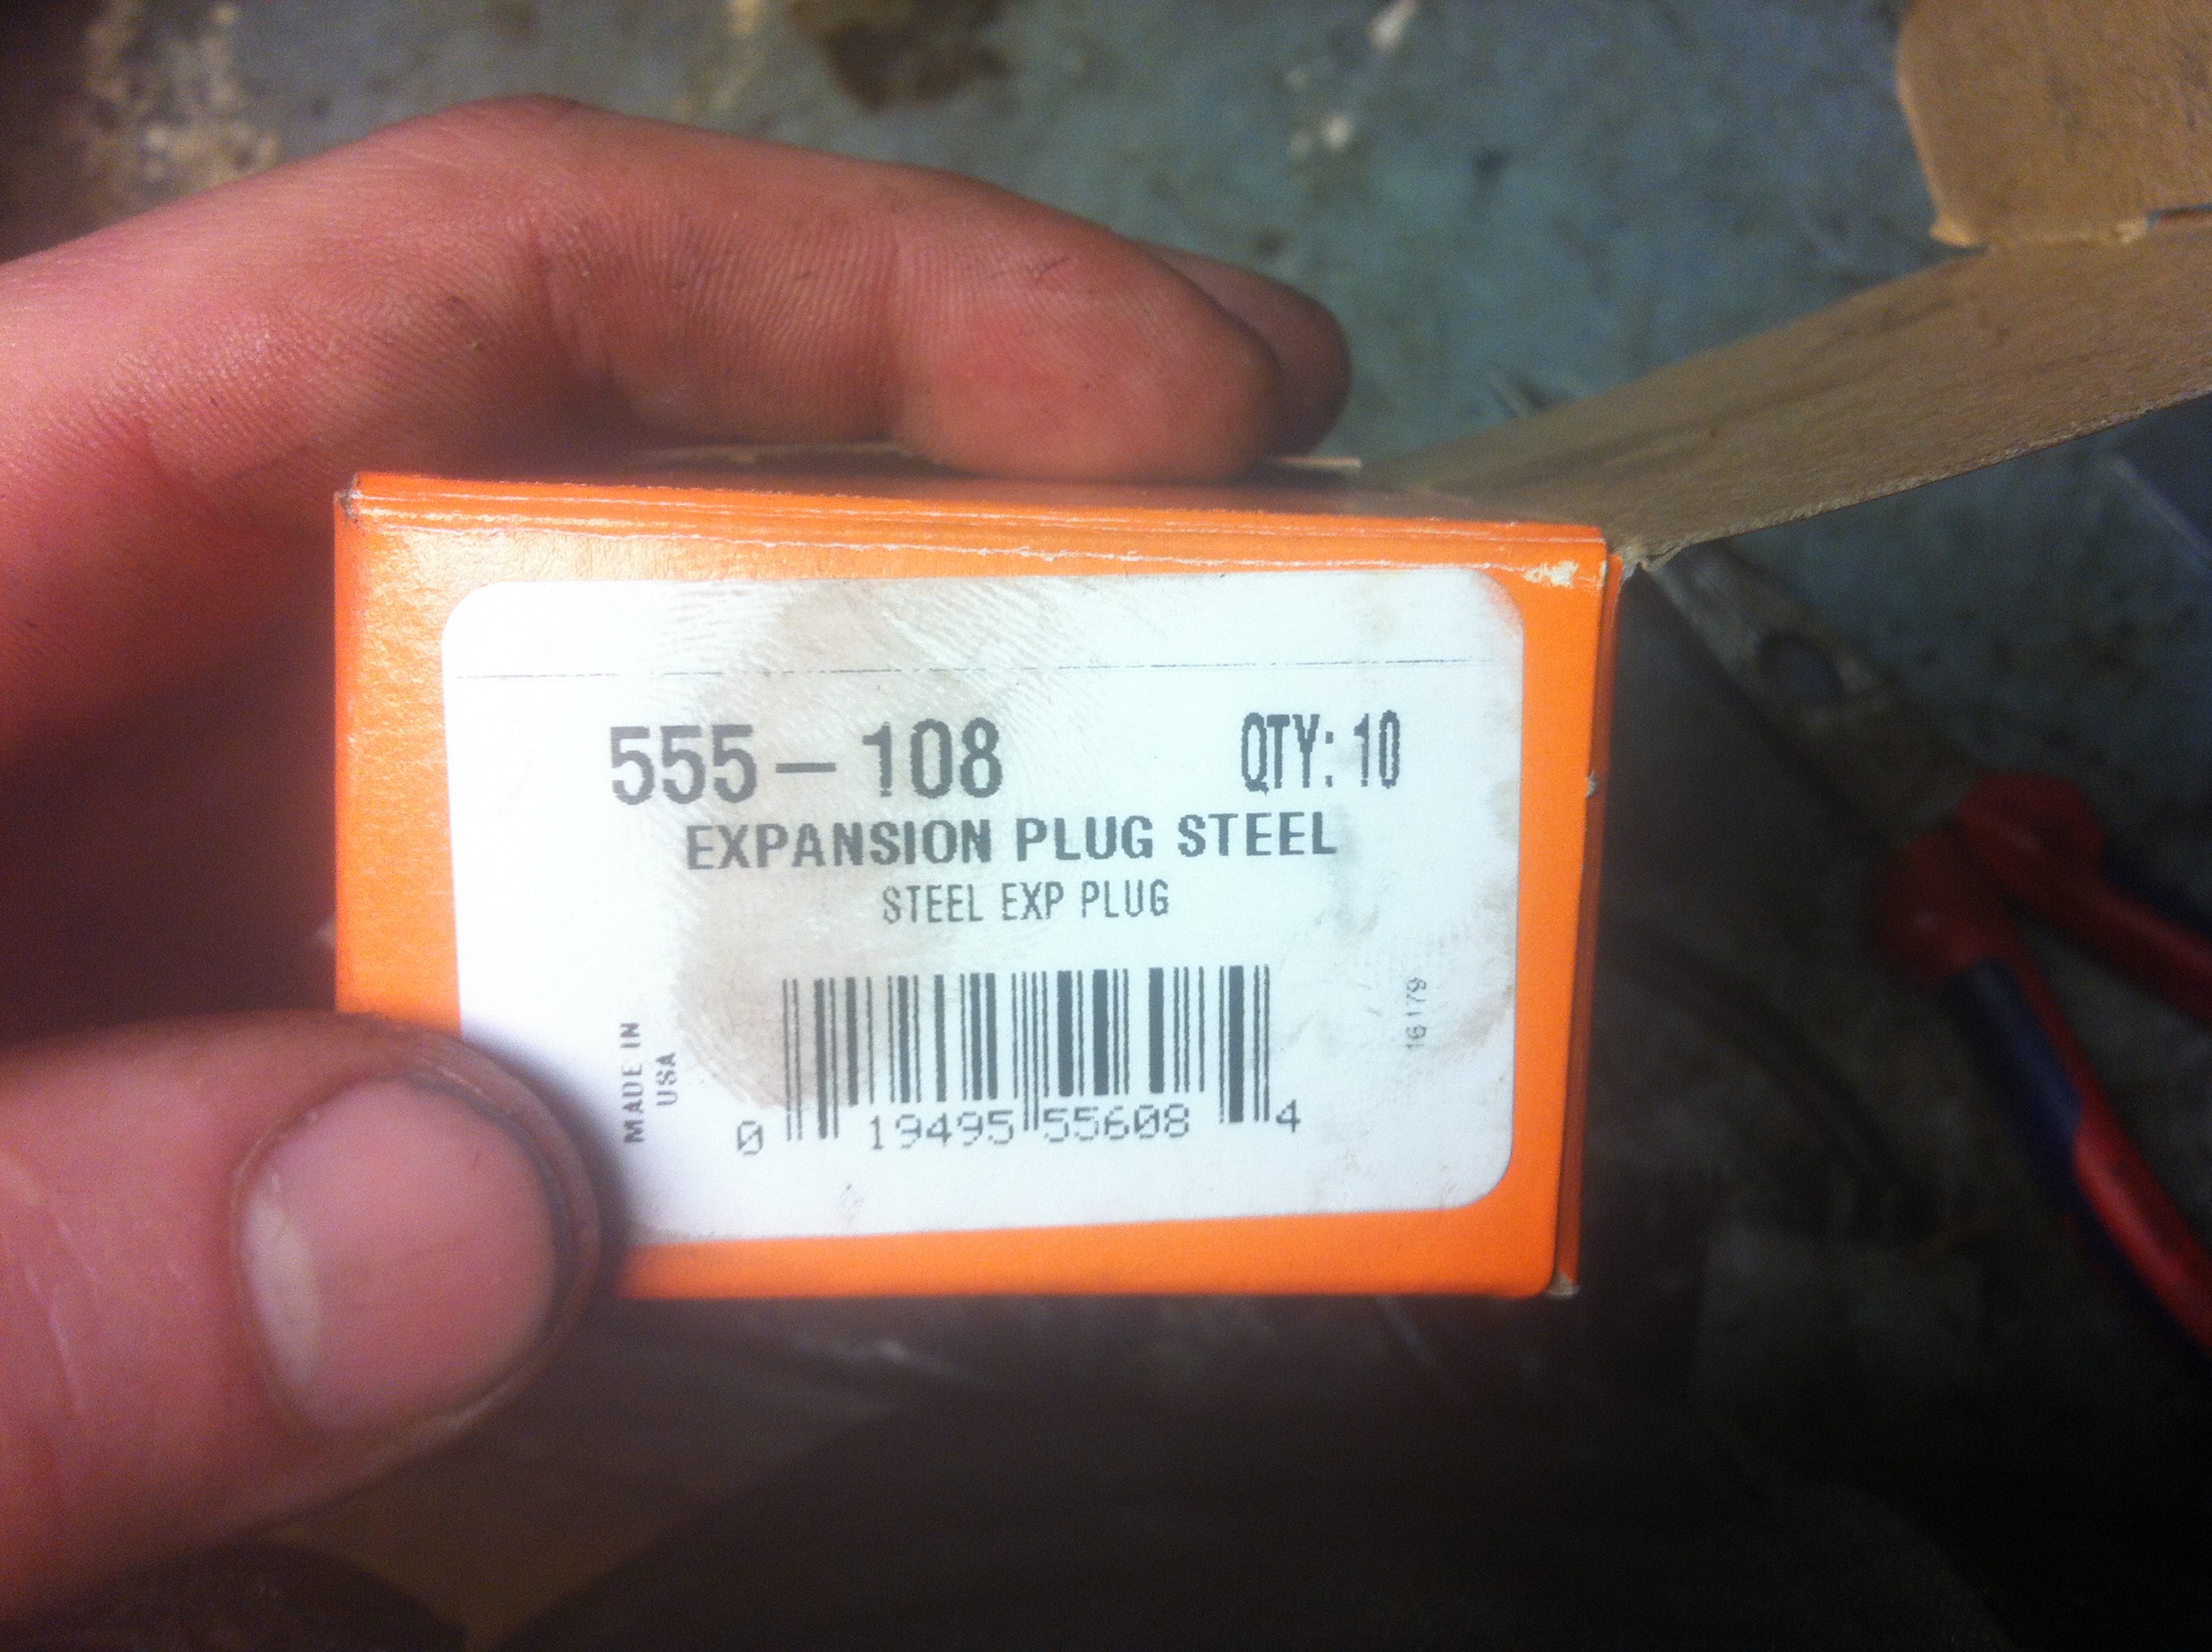 555-108 QTY: 10
EXPANSION PLUG STEEL
STEEL EXP PLUG
MADE IN
USA
16179
0 19495 55608 4